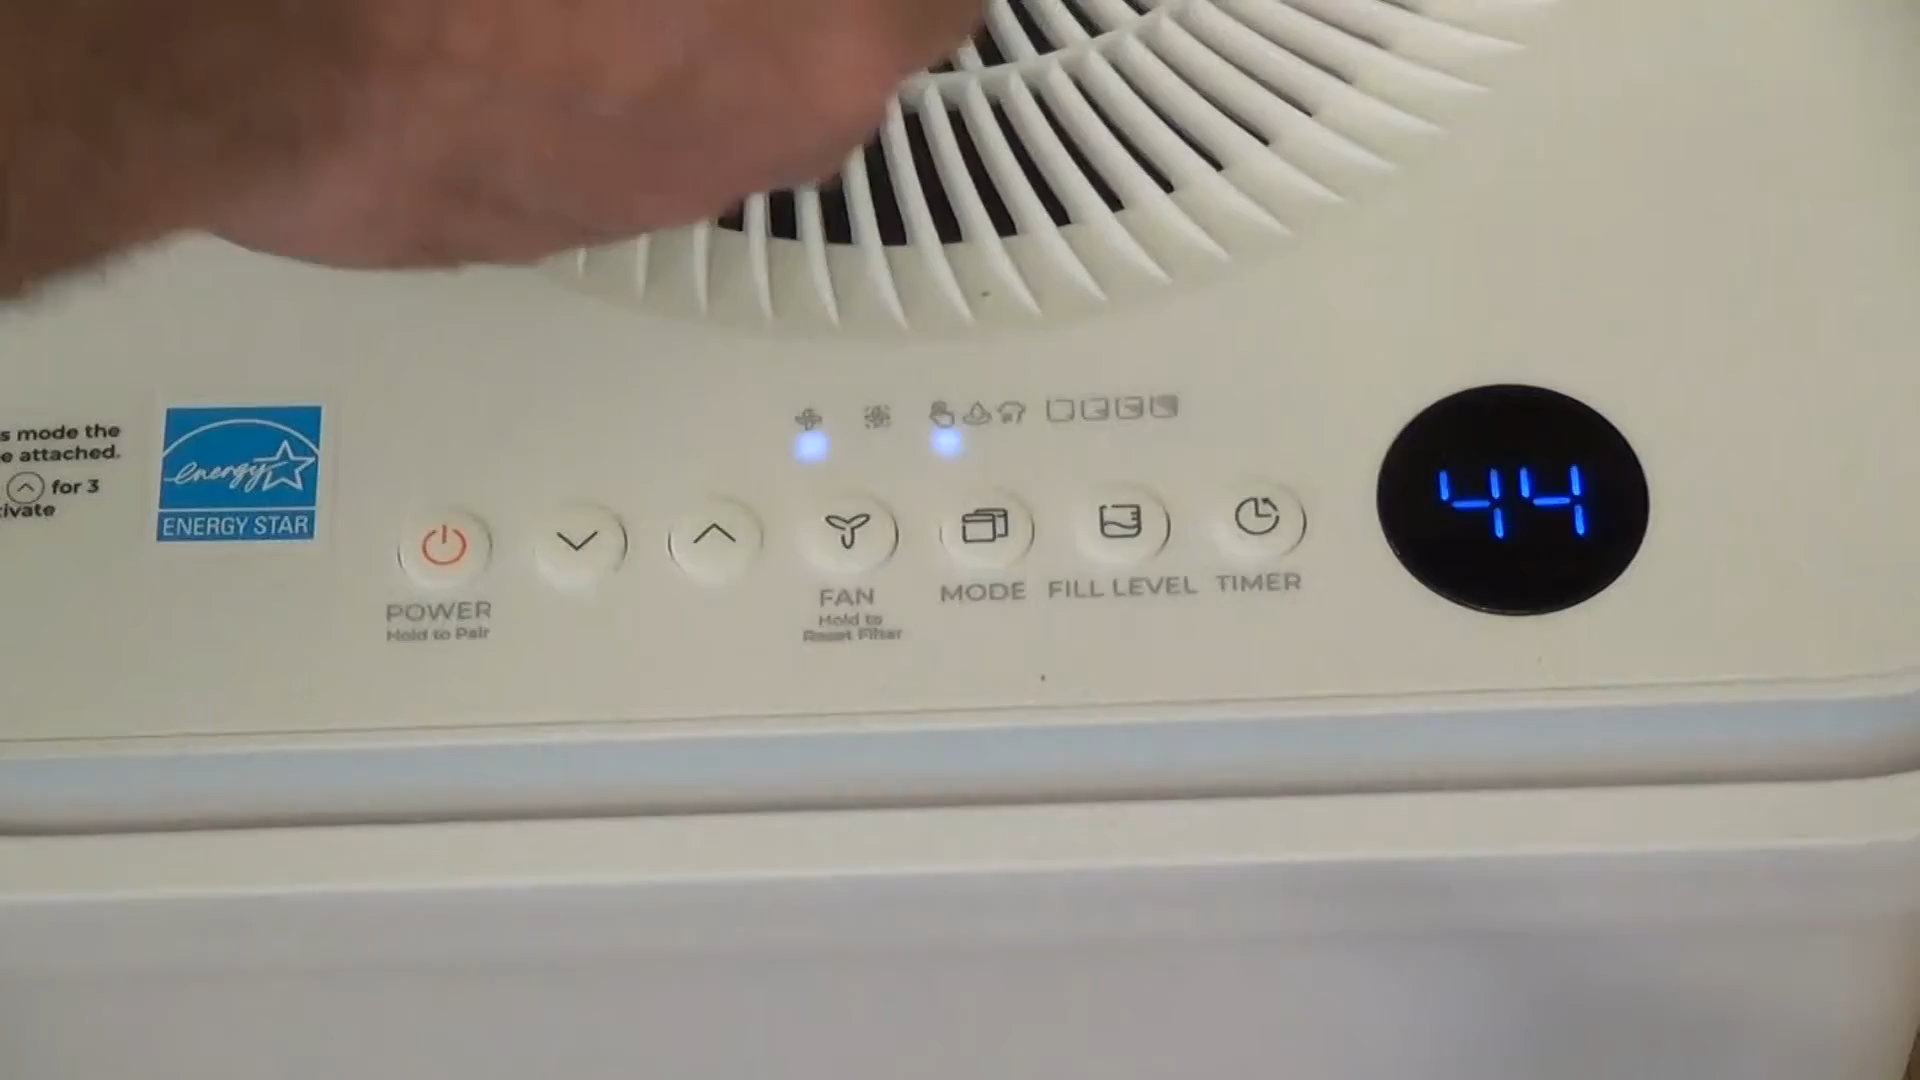 s mode the
e attached.
for 3
ivate
energy
ENERGY STAR
POWER
Hold to Pair
FAN
Hold to
Reset Filter
MODE
FILL LEVEL
TIMER
44